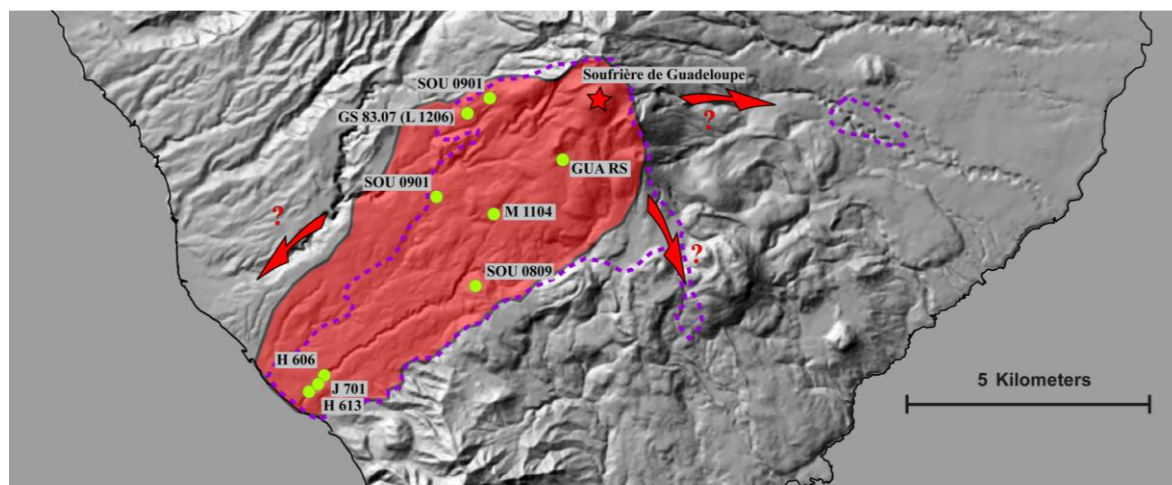 Soufrière de Guadeloupe
SOU 0901
GS 83.07 (L 1206)
?
GUA RS
SOU 0901
M 1104
?
?
SOU 0809
H 606
J 701
H 613
5 Kilometers